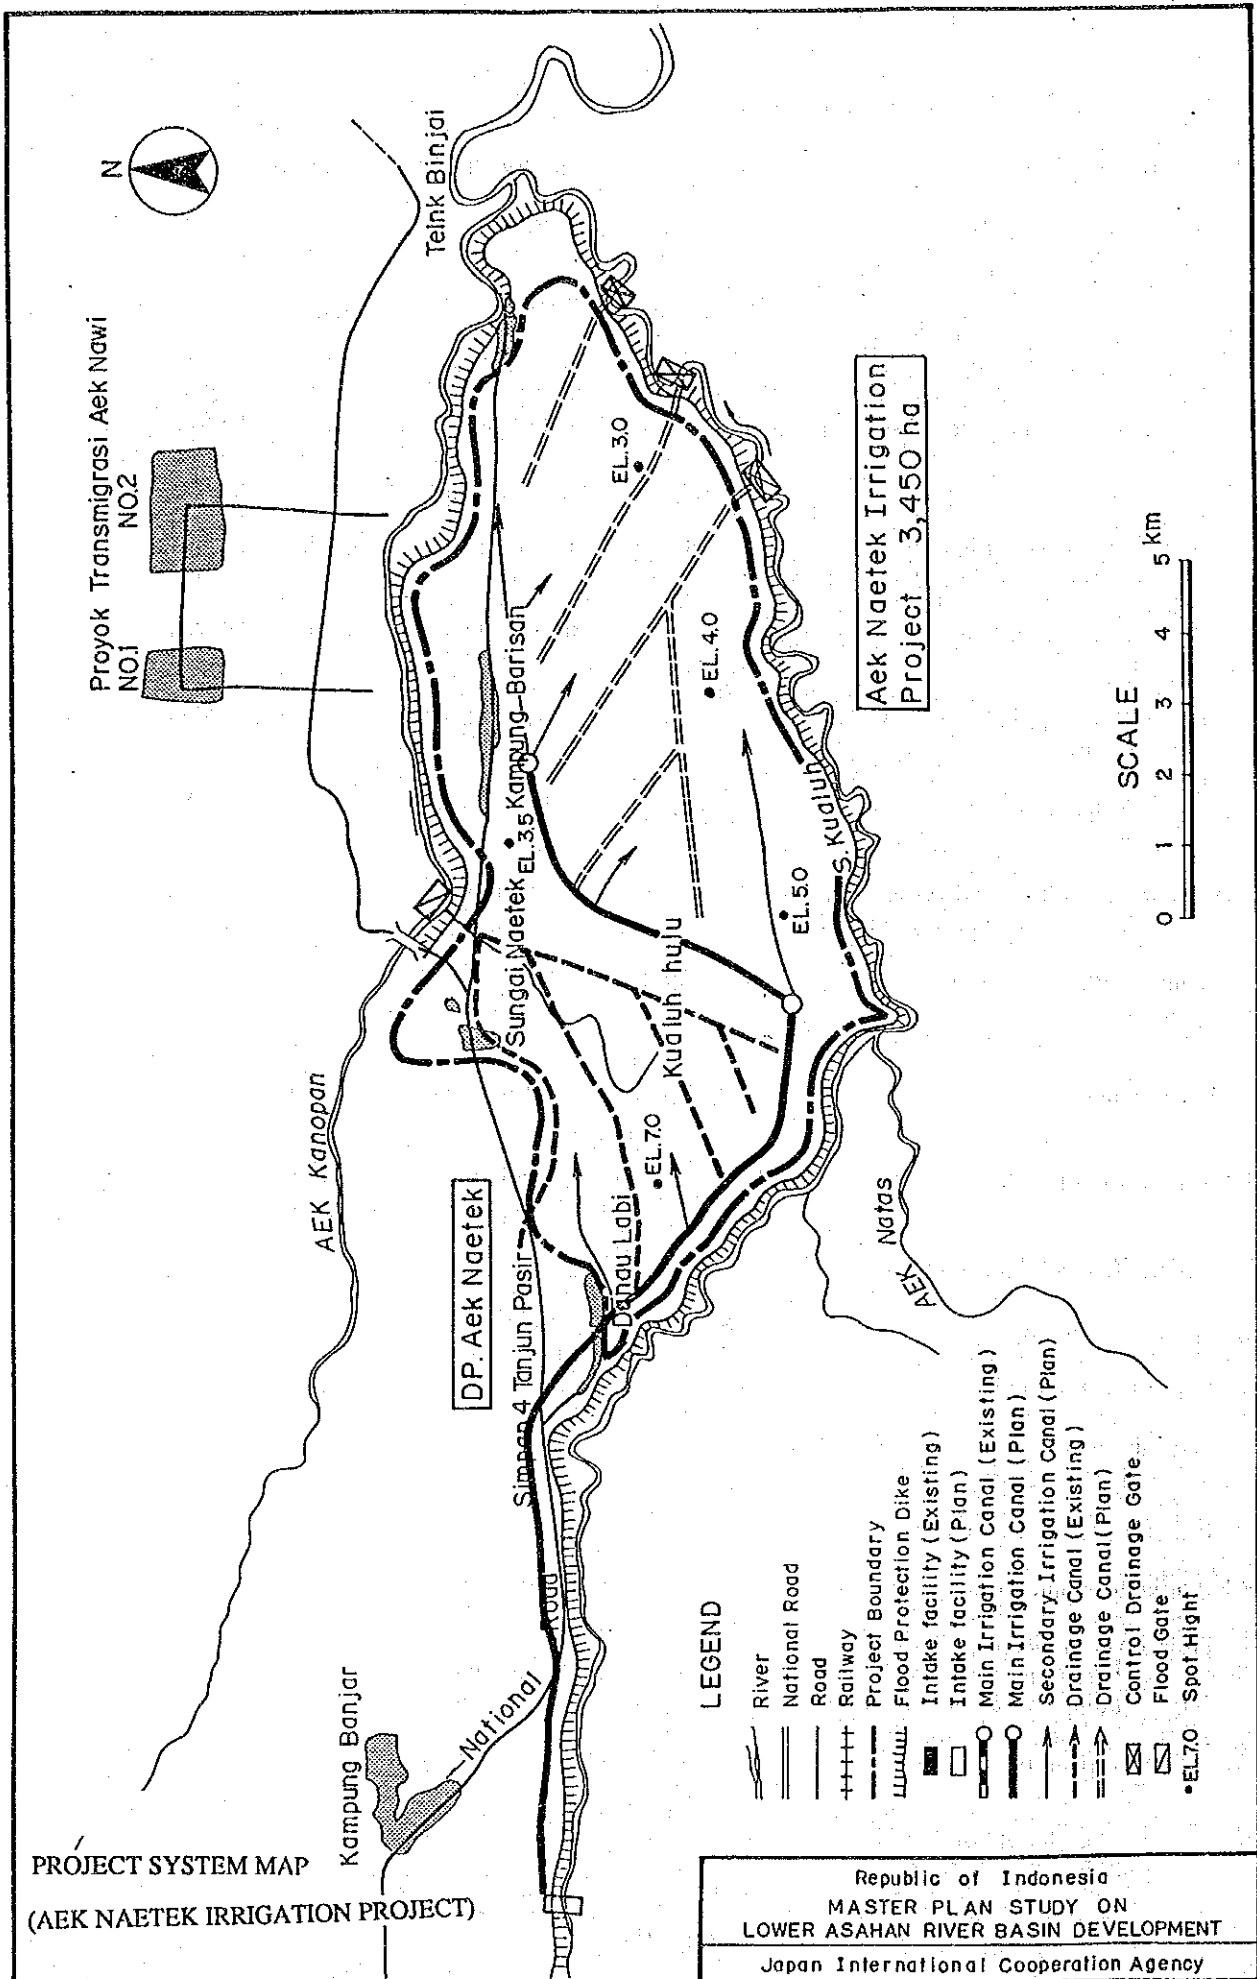 N
Proyok Transmigrasi Aek Nawi
NO.1
NO.2
Telnk Binjai
AEK Kanopan
Kampung Banjar
National
Road
DP. Aek Naetek
Simpan 4 Tanjun Pasir
Sungai Naetek
EL.3.5
Kampung-Barisan
Danau Labi
EL.7.0
Kualuh hulu
EL.3.0
EL.4.0
EL.5.0
S. Kualuh
AEK Natas
Aek Naetek Irrigation
Project 3,450 ha
SCALE
0 1 2 3 4 5 km
LEGEND
River
National Road
Road
Railway
Project Boundary
Flood Protection Dike
Intake facility (Existing)
Intake facility (Plan)
Main Irrigation Canal (Existing)
Main Irrigation Canal (Plan)
Secondary Irrigation Canal (Plan)
Drainage Canal (Existing)
Drainage Canal (Plan)
Control Drainage Gate
Flood Gate
•EL7.0 Spot Hight
PROJECT SYSTEM MAP
(AEK NAETEK IRRIGATION PROJECT)
Republic of Indonesia
MASTER PLAN STUDY ON
LOWER ASAHAN RIVER BASIN DEVELOPMENT
Japan International Cooperation Agency